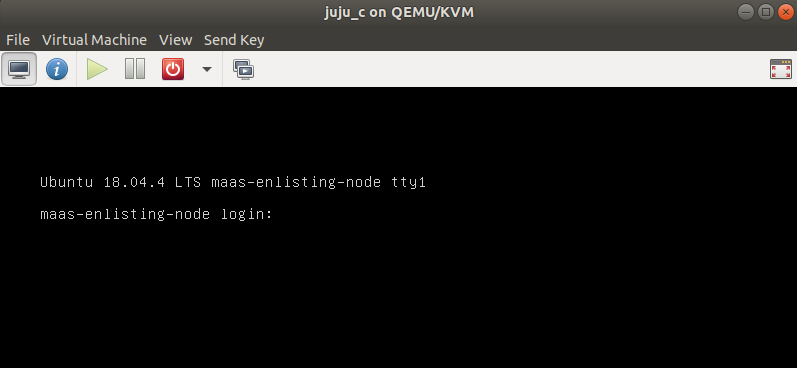 juju_c on QEMU/KVM
File Virtual Machine View Send Key
Ubuntu 18.04.4 LTS maas-enlisting-node tty1
maas-enlisting-node login: